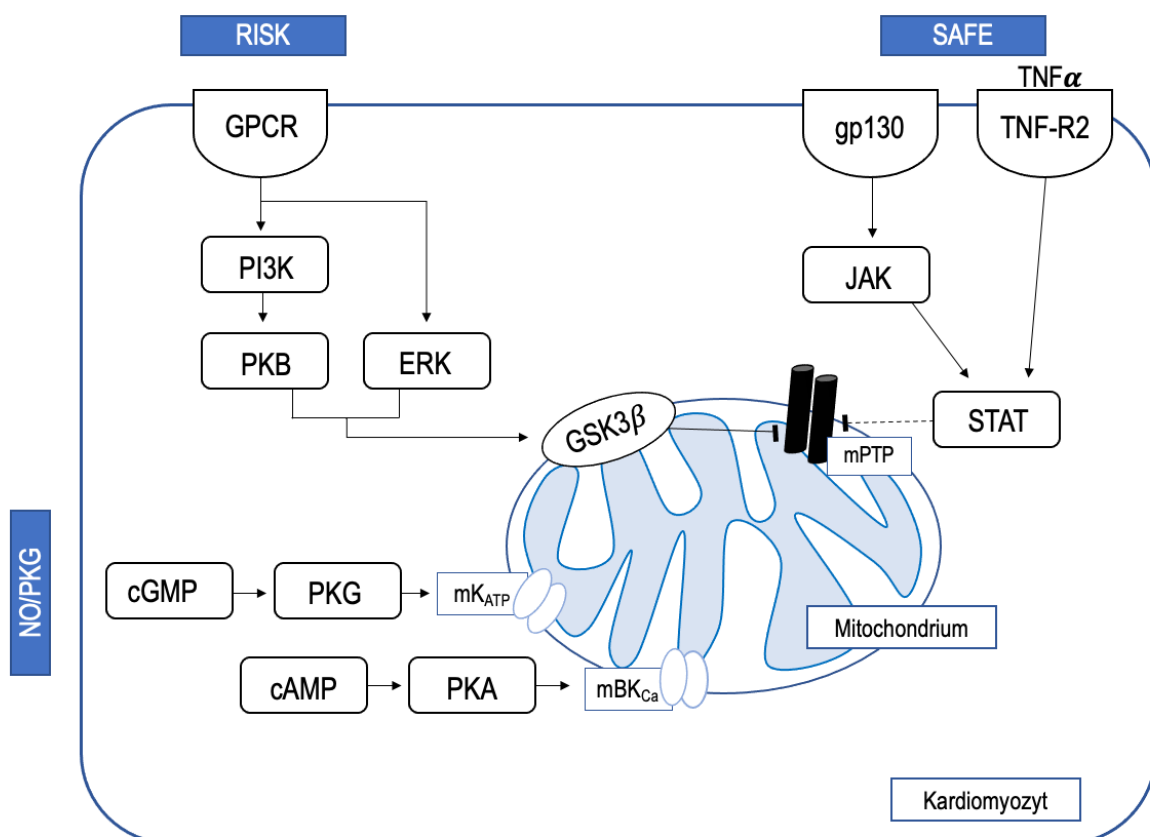 RISK
SAFE
TNFα
GPCR
gp130
TNF-R2
PI3K
JAK
PKB
ERK
STAT
GSK3β
mPTP
NO/PKG
cGMP
PKG
mKATP
Mitochondrium
cAMP
PKA
mBKCa
Kardiomyozyt